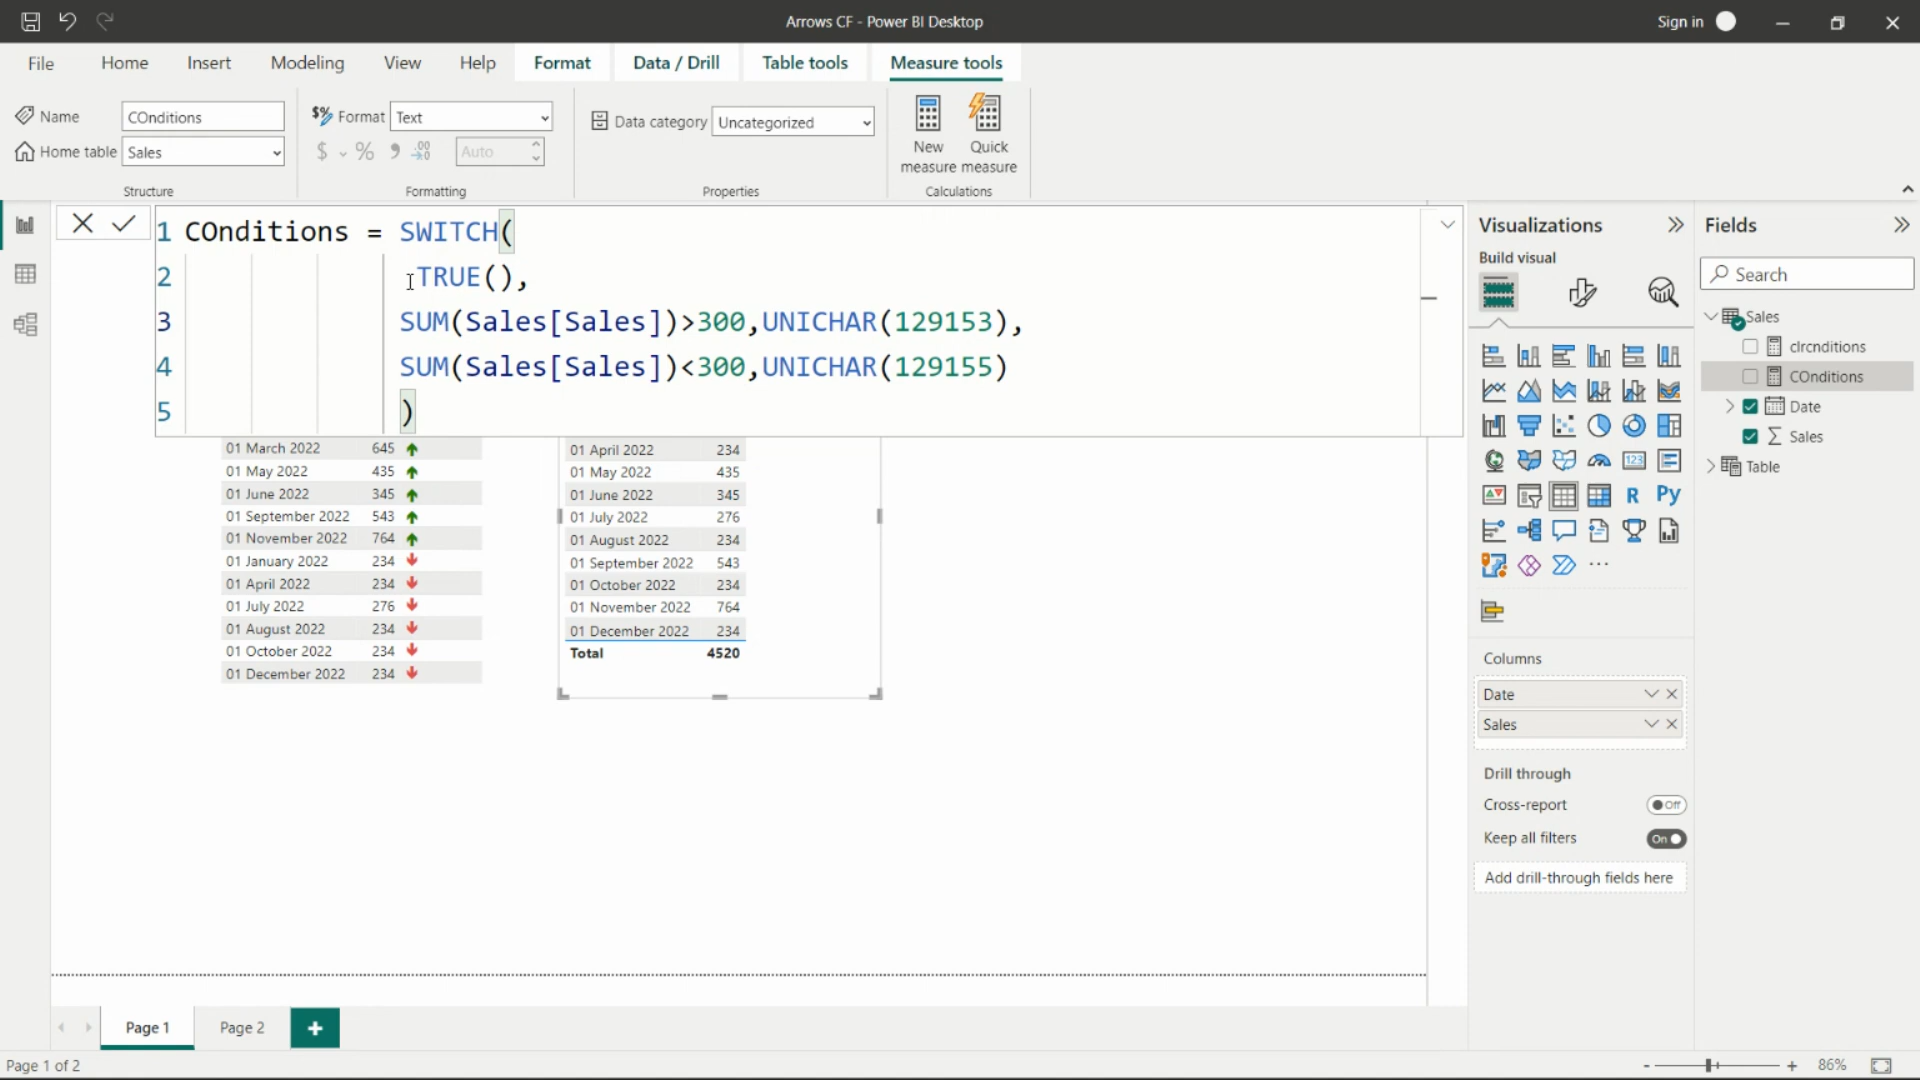 Arrows CF - Power BI Desktop
Sign in
File
Home
Insert
Modeling
View
Help
Format
Data / Drill
Table tools
Measure tools
Name
COnditions
Home table
Sales
Structure
$% Format
Text
$ % 9 .00 →.0
Auto
Formatting
Data category
Uncategorized
Properties
New measure
Quick measure
Calculations
1 COnditions = SWITCH(
2 TRUE(),
3 SUM(Sales[Sales])>300,UNICHAR(129153),
4 SUM(Sales[Sales])<300,UNICHAR(129155)
5 )
01 March 2022 645
01 May 2022 435
01 June 2022 345
01 September 2022 543
01 November 2022 764
01 January 2022 234
01 April 2022 234
01 July 2022 276
01 August 2022 234
01 October 2022 234
01 December 2022 234
01 April 2022 234
01 May 2022 435
01 June 2022 345
01 July 2022 276
01 August 2022 234
01 September 2022 543
01 October 2022 234
01 November 2022 764
01 December 2022 234
Total 4520
Visualizations
Build visual
123
R
Py
Columns
Date
Sales
Drill through
Cross-report
Off
Keep all filters
On
Add drill-through fields here
Fields
Search
Sales
clrcnditions
COnditions
Date
Sales
Table
Page 1
Page 2
+
Page 1 of 2
- + 86%